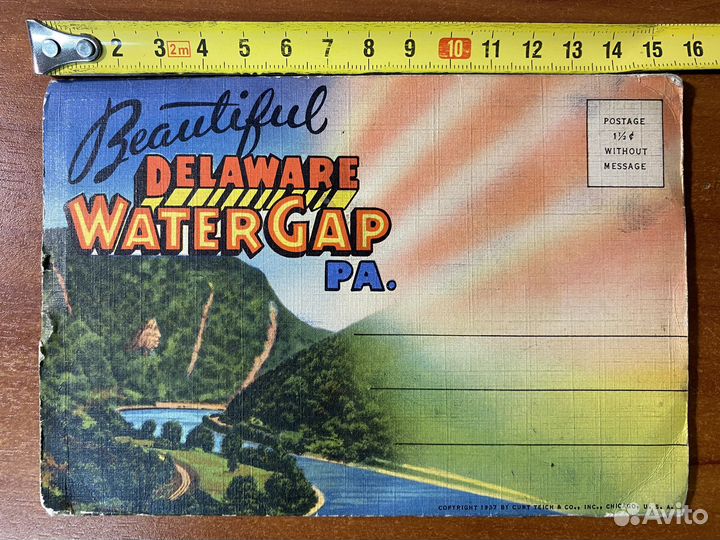 2 3 2m 4 5 6 7 8 9 10 11 12 13 14 15 16
Beautiful
DELAWARE
WATER GAP
PA.
POSTAGE
1½ ¢
WITHOUT
MESSAGE
COPYRIGHT 1937 BY CURT TEICH & CO., INC., CHICAGO, U. S. A.
Avito